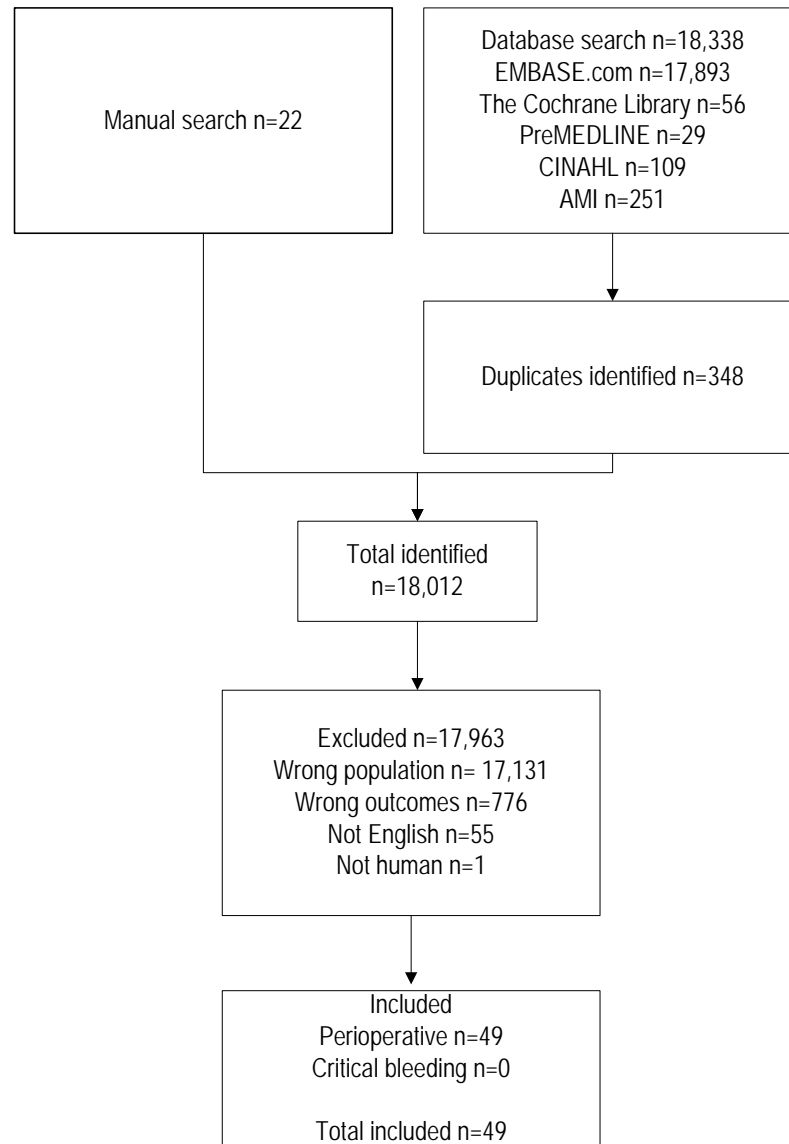 Manual search n=22
Database search n=18,338
EMBASE.com n=17,893
The Cochrane Library n=56
PreMEDLINE n=29
CINAHL n=109
AMI n=251
Duplicates identified n=348
Total identified
n=18,012
Excluded n=17,963
Wrong population n= 17,131
Wrong outcomes n=776
Not English n=55
Not human n=1
Included
Perioperative n=49
Critical bleeding n=0
Total included n=49